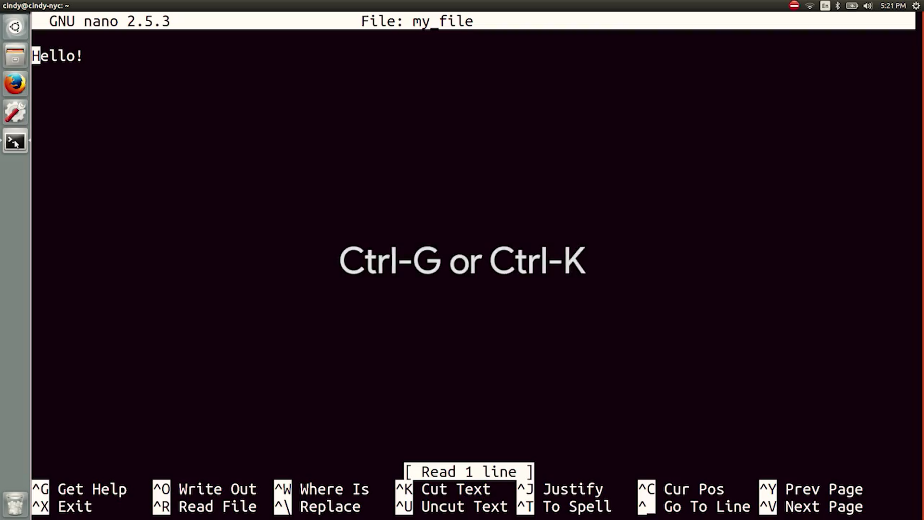 cindy@cindy-nyc: ~
En
5:21 PM
GNU nano 2.5.3 File: my_file
Hello!
Ctrl-G or Ctrl-K
[ Read 1 line ]
^G Get Help ^O Write Out ^W Where Is ^K Cut Text ^J Justify ^C Cur Pos ^Y Prev Page
^X Exit ^R Read File ^\ Replace ^U Uncut Text ^T To Spell ^_ Go To Line ^V Next Page